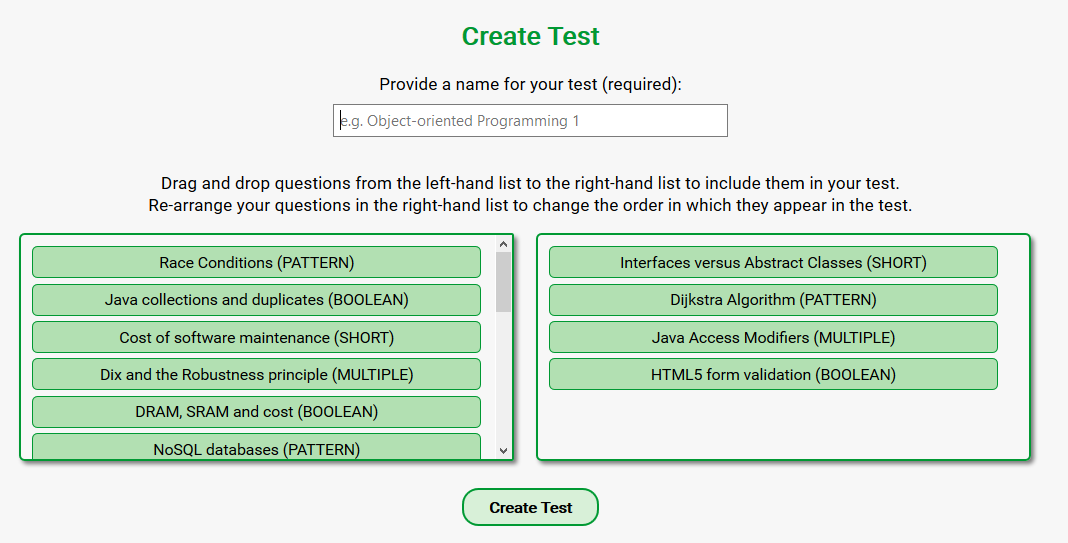 Create Test
Provide a name for your test (required):
e.g. Object-oriented Programming 1
Drag and drop questions from the left-hand list to the right-hand list to include them in your test.
Re-arrange your questions in the right-hand list to change the order in which they appear in the test.
Race Conditions (PATTERN)
Java collections and duplicates (BOOLEAN)
Cost of software maintenance (SHORT)
Dix and the Robustness principle (MULTIPLE)
DRAM, SRAM and cost (BOOLEAN)
NoSQL databases (PATTERN)
Interfaces versus Abstract Classes (SHORT)
Dijkstra Algorithm (PATTERN)
Java Access Modifiers (MULTIPLE)
HTML5 form validation (BOOLEAN)
Create Test